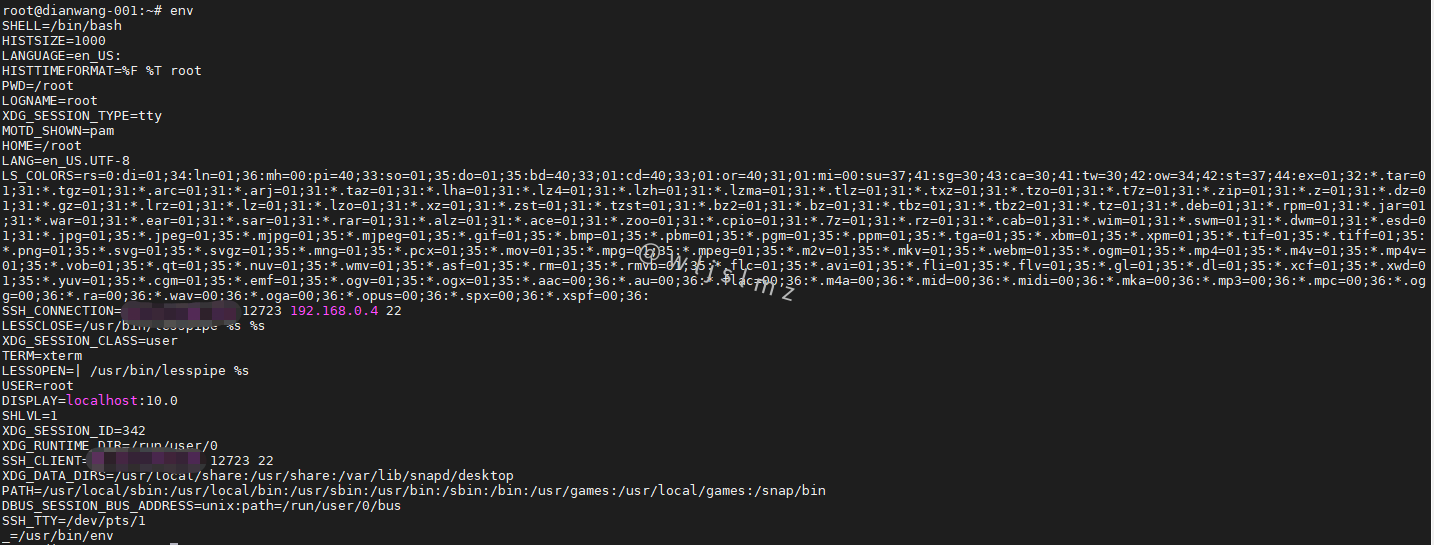 root@dianwang-001:~# env
SHELL=/bin/bash
HISTSIZE=1000
LANGUAGE=en_US:
HISTTIMEFORMAT=%F %T root
PWD=/root
LOGNAME=root
XDG_SESSION_TYPE=tty
MOTD_SHOWN=pam
HOME=/root
LANG=en_US.UTF-8
LS_COLORS=rs=0:di=01;34:ln=01;36:mh=00:pi=40;33:so=01;35:do=01;35:bd=40;33;01:cd=40;33;01:or=40;31;01:mi=00:su=37;41:sg=30;43:ca=30;41:tw=30;42:ow=34;42:st=37;44:ex=01;32:*.tar=0
1;31:*.tgz=01;31:*.arc=01;31:*.arj=01;31:*.taz=01;31:*.lha=01;31:*.lz4=01;31:*.lzh=01;31:*.lzma=01;31:*.tlz=01;31:*.txz=01;31:*.tzo=01;31:*.t7z=01;31:*.zip=01;31:*.z=01;31:*.dz=
01;31:*.gz=01;31:*.lrz=01;31:*.lz=01;31:*.lzo=01;31:*.xz=01;31:*.zst=01;31:*.tzst=01;31:*.bz2=01;31:*.bz=01;31:*.tbz=01;31:*.tbz2=01;31:*.tz=01;31:*.deb=01;31:*.rpm=01;31:*.jar=01
;31:*.war=01;31:*.ear=01;31:*.sar=01;31:*.rar=01;31:*.alz=01;31:*.ace=01;31:*.zoo=01;31:*.cpio=01;31:*.7z=01;31:*.rz=01;31:*.cab=01;31:*.wim=01;31:*.swm=01;31:*.dwm=01;31:*.esd=0
1;31:*.jpg=01;35:*.jpeg=01;35:*.mjpg=01;35:*.mjpeg=01;35:*.gif=01;35:*.bmp=01;35:*.pbm=01;35:*.pgm=01;35:*.ppm=01;35:*.tga=01;35:*.xbm=01;35:*.xpm=01;35:*.tif=01;35:*.tiff=01;35
:*.png=01;35:*.svg=01;35:*.svgz=01;35:*.mng=01;35:*.pcx=01;35:*.mov=01;35:*.mpg=01;35:*.mpeg=01;35:*.m2v=01;35:*.mkv=01;35:*.webm=01;35:*.ogm=01;35:*.mp4=01;35:*.m4v=01;35:*.mp4v=
01;35:*.vob=01;35:*.qt=01;35:*.nuv=01;35:*.wmv=01;35:*.asf=01;35:*.rm=01;35:*.rmvb=01;35:*.flc=01;35:*.avi=01;35:*.fli=01;35:*.flv=01;35:*.gl=01;35:*.dl=01;35:*.xcf=01;35:*.xwd=01
;35:*.yuv=01;35:*.cgm=01;35:*.emf=01;35:*.ogv=01;35:*.ogx=01;35:*.aac=00;36:*.au=00;36:*.flac=00;36:*.m4a=00;36:*.mid=00;36:*.midi=00;36:*.mka=00;36:*.mp3=00;36:*.mpc=00;36:*.og
g=00;36:*.ra=00;36:*.wav=00;36:*.oga=00;36:*.opus=00;36:*.spx=00;36:*.xspf=00;36:
SSH_CONNECTION= 12723 192.168.0.4 22
LESSCLOSE=/usr/bin/lesspipe %s %s
XDG_SESSION_CLASS=user
TERM=xterm
LESSOPEN=| /usr/bin/lesspipe %s
USER=root
DISPLAY=localhost:10.0
SHLVL=1
XDG_SESSION_ID=342
XDG_RUNTIME_DIR=/run/user/0
SSH_CLIENT= 12723 22
XDG_DATA_DIRS=/usr/local/share:/usr/share:/var/lib/snapd/desktop
PATH=/usr/local/sbin:/usr/local/bin:/usr/sbin:/usr/bin:/sbin:/bin:/usr/games:/usr/local/games:/snap/bin
DBUS_SESSION_BUS_ADDRESS=unix:path=/run/user/0/bus
SSH_TTY=/dev/pts/1
_=/usr/bin/env